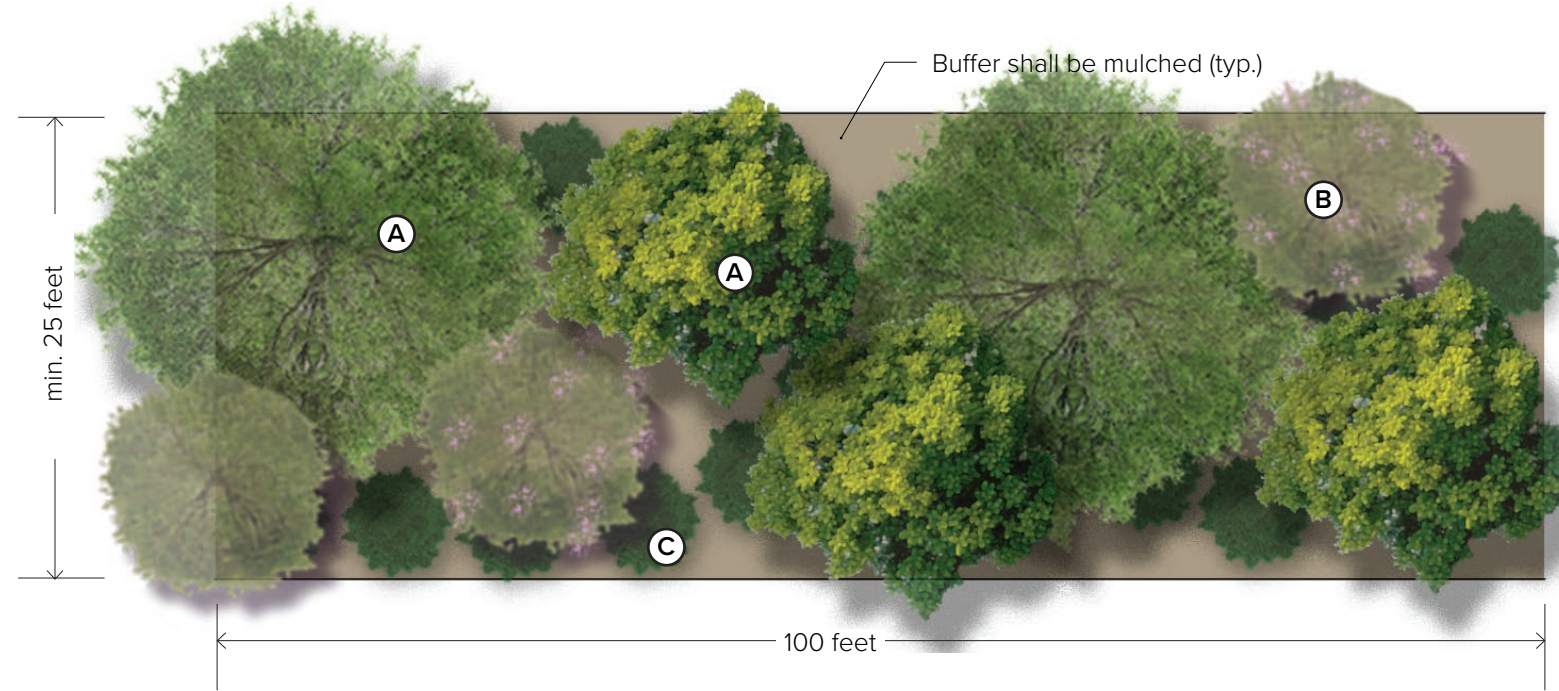 Buffer shall be mulched (typ.)
B
A
A
min. 25 feet
C
100 feet